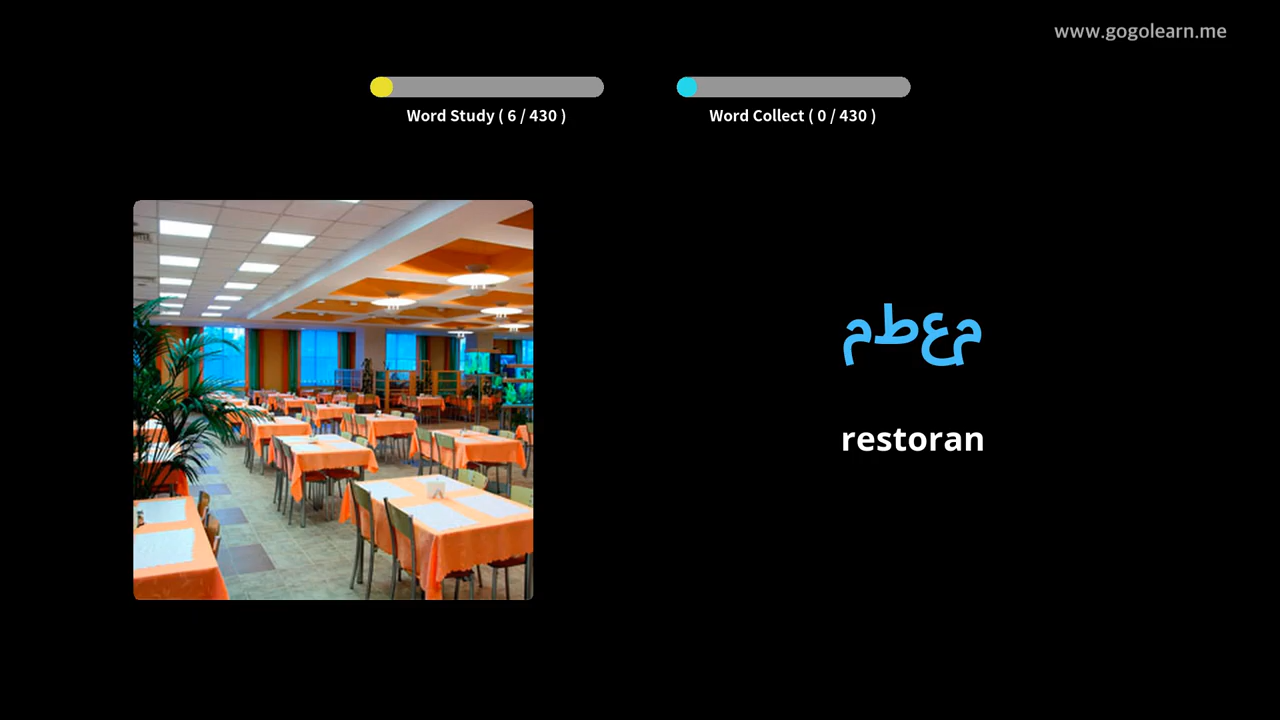 www.gogolearn.me
Word Study ( 6 / 430 )
Word Collect ( 0 / 430 )
مطعم
restoran